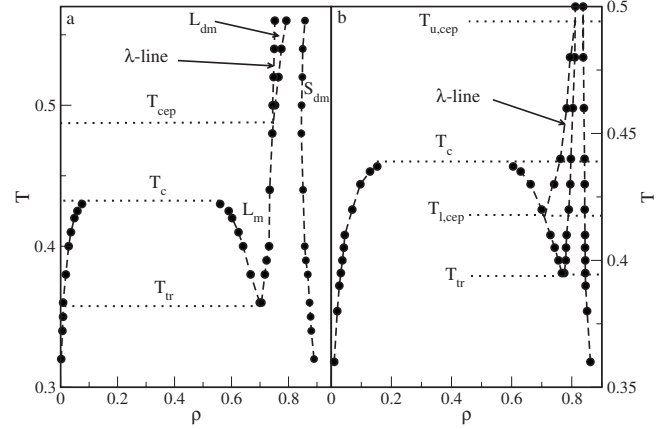 a
L_dm
λ-line
T_cep
S_dm
T_c
L_m
T_tr
T
0.5
0.4
0.3
0 0.2 0.4 0.6 0.8
ρ
b
T_u,cep
λ-line
T_c
T_l,cep
T_tr
0.5
0.45
0.4
0.35
T
0 0.2 0.4 0.6 0.8
ρ